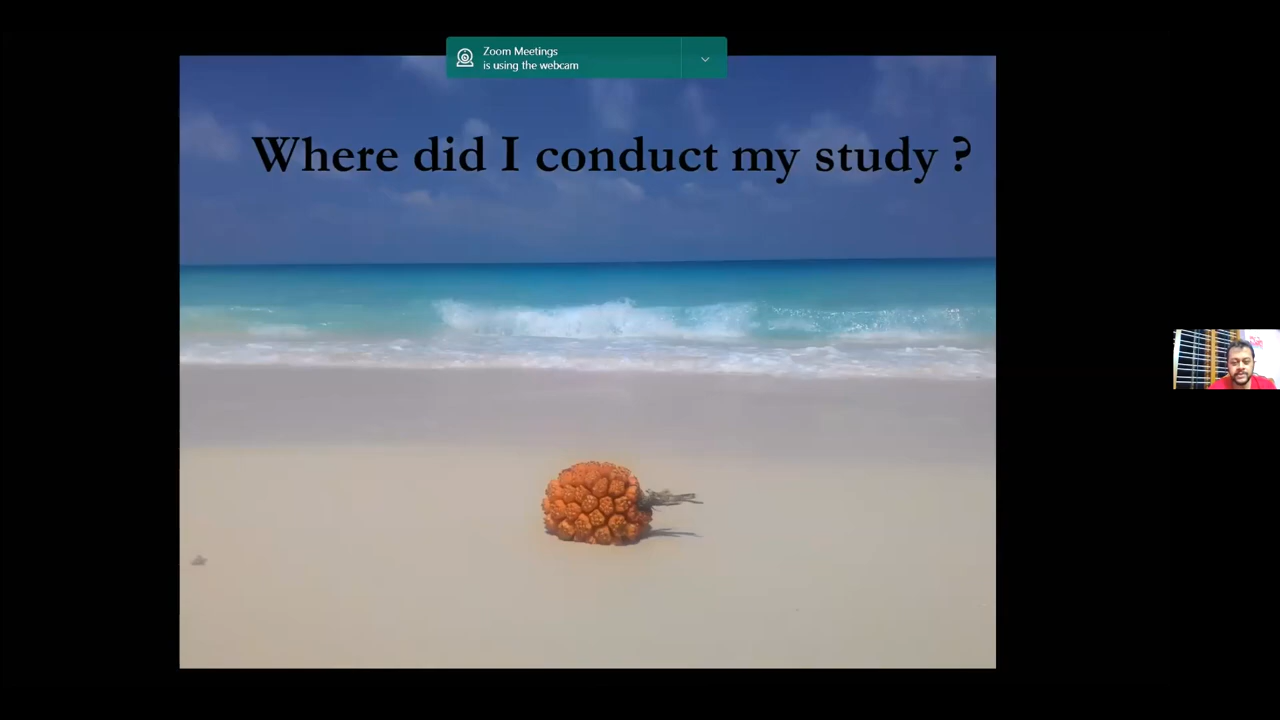 Zoom Meetings
is using the webcam
Where did I conduct my study ?